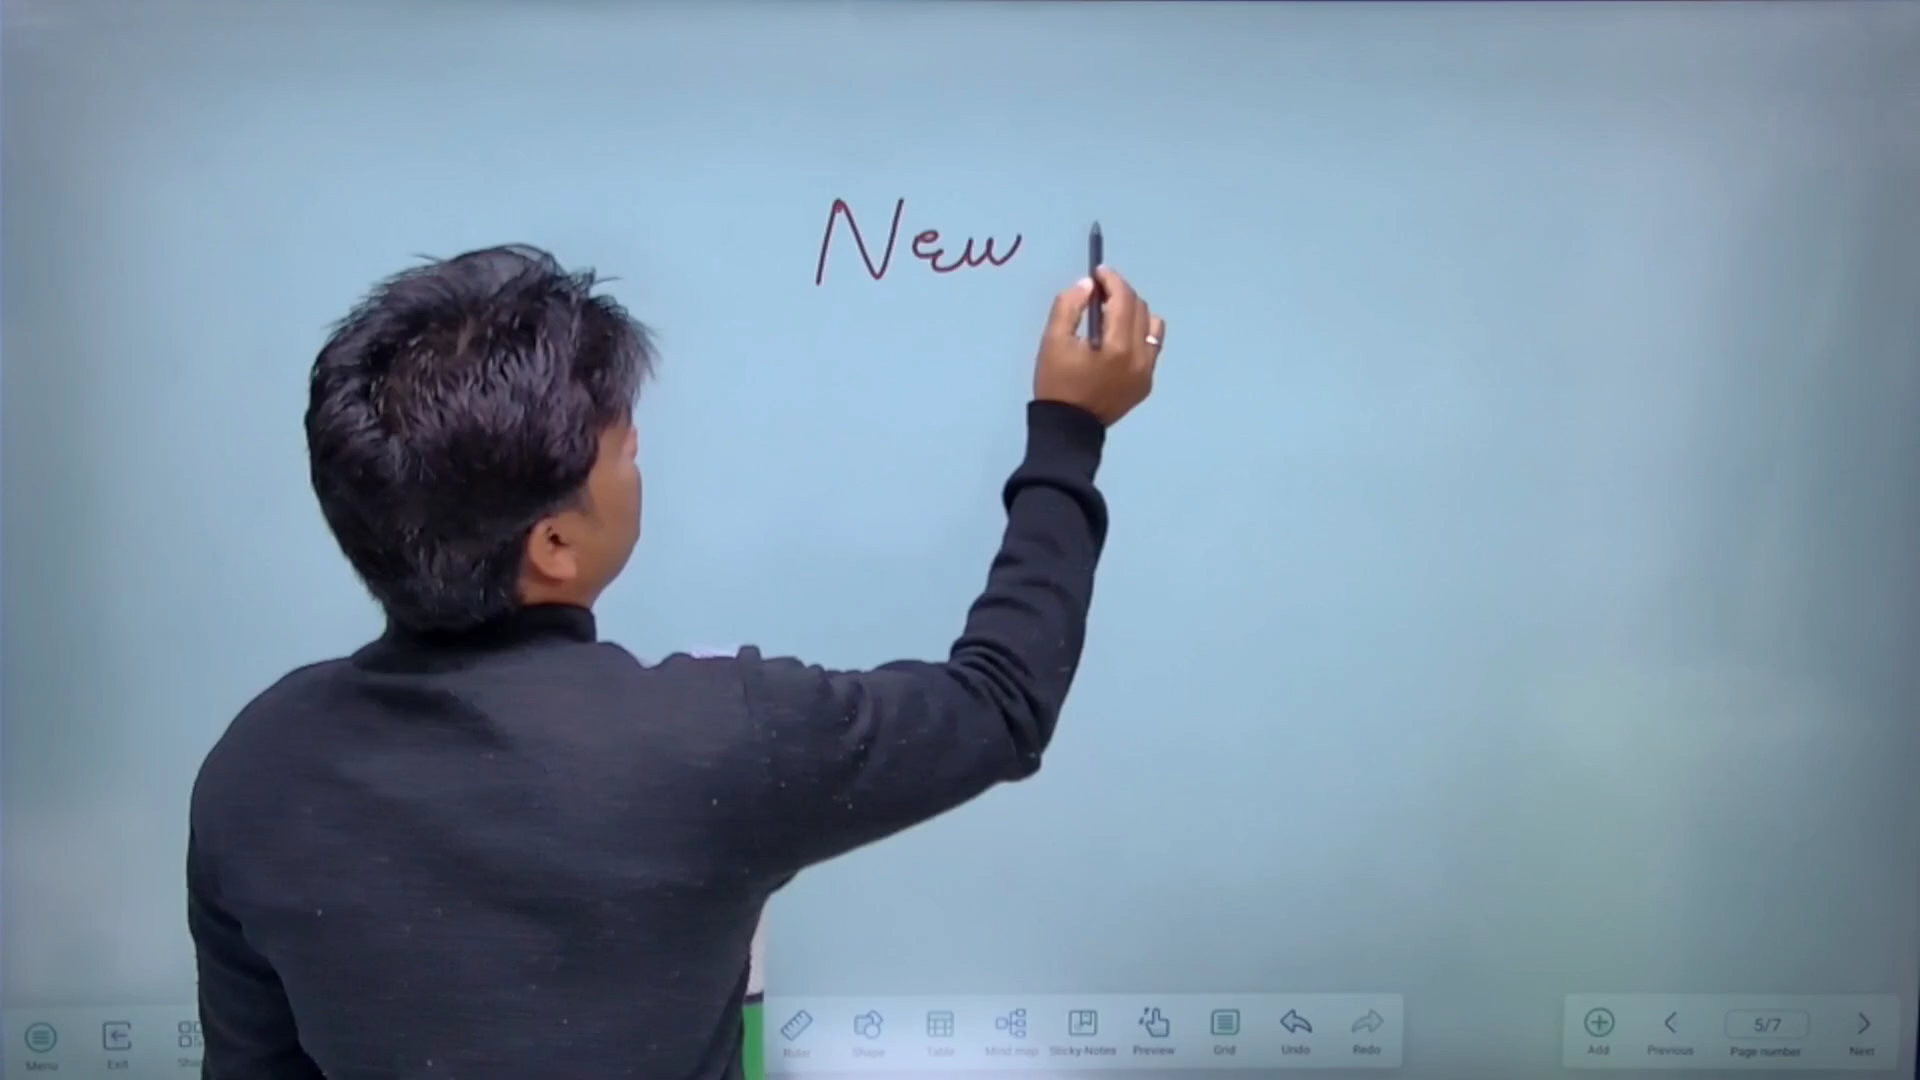 New
Menu
Exit
Ruler
Shape
Table
Mind map
Sticky-Notes
Preview
Grid
Undo
Redo
Add
Previous
5/7
Page number
Next